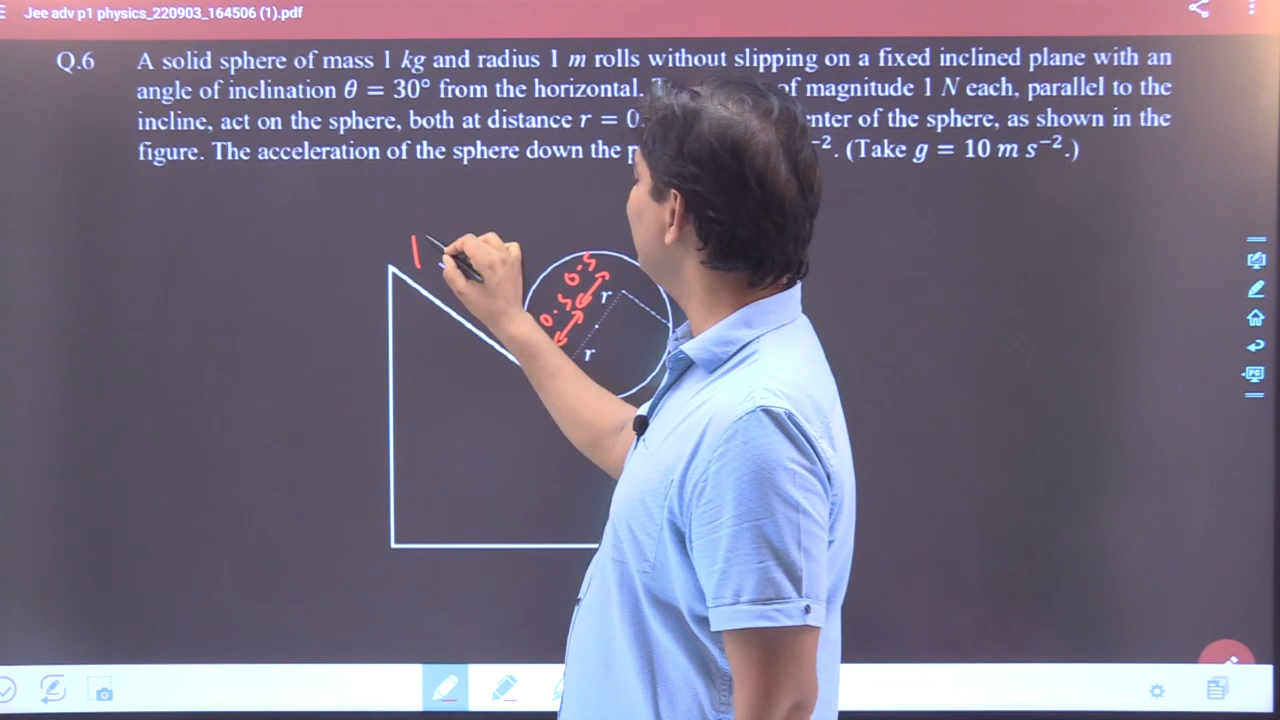 Jee adv p1 physics_220903_164506 (1).pdf
Q.6 A solid sphere of mass 1 kg and radius 1 m rolls without slipping on a fixed inclined plane with an
angle of inclination θ = 30° from the horizontal. of magnitude 1 N each, parallel to the
incline, act on the sphere, both at distance r = 0. of the sphere, as shown in the
figure. The acceleration of the sphere down the ⁻². (Take g = 10 m s⁻².)
1
0.5
r
0.5
r
PC